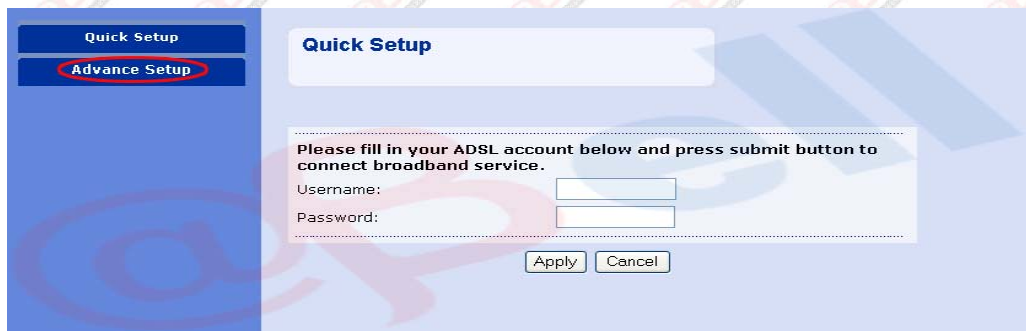 Quick Setup
Advance Setup
Quick Setup
Please fill in your ADSL account below and press submit button to
connect broadband service.
Username:
Password:
Apply Cancel
@Bell